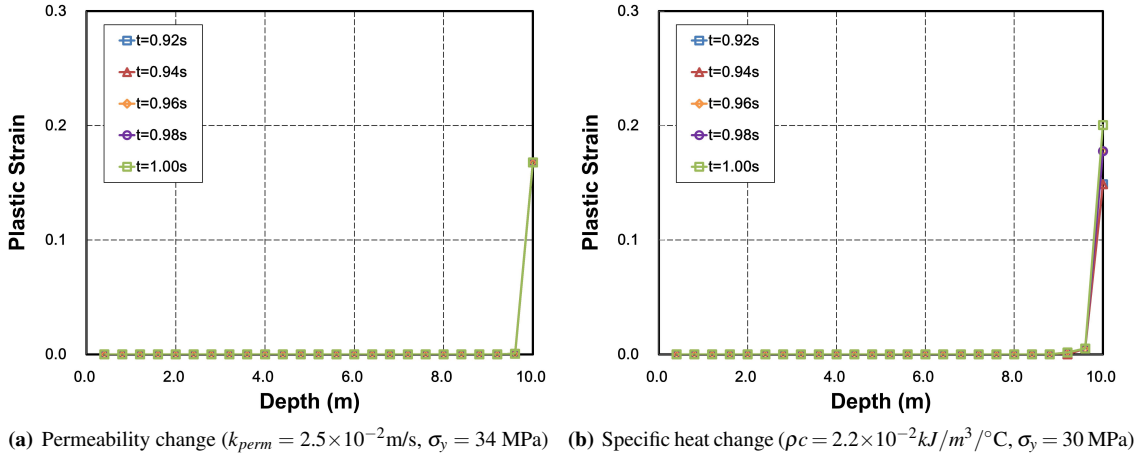 0.3
0.2
0.1
0.0
Plastic Strain
t=0.92s
t=0.94s
t=0.96s
t=0.98s
t=1.00s
0.0 2.0 4.0 6.0 8.0 10.0
Depth (m)
(a) Permeability change (k_perm = 2.5×10⁻²m/s, σ_y = 34 MPa)
0.3
0.2
0.1
0.0
Plastic Strain
t=0.92s
t=0.94s
t=0.96s
t=0.98s
t=1.00s
0.0 2.0 4.0 6.0 8.0 10.0
Depth (m)
(b) Specific heat change (ρc = 2.2×10⁻²kJ/m³/°C, σ_y = 30 MPa)